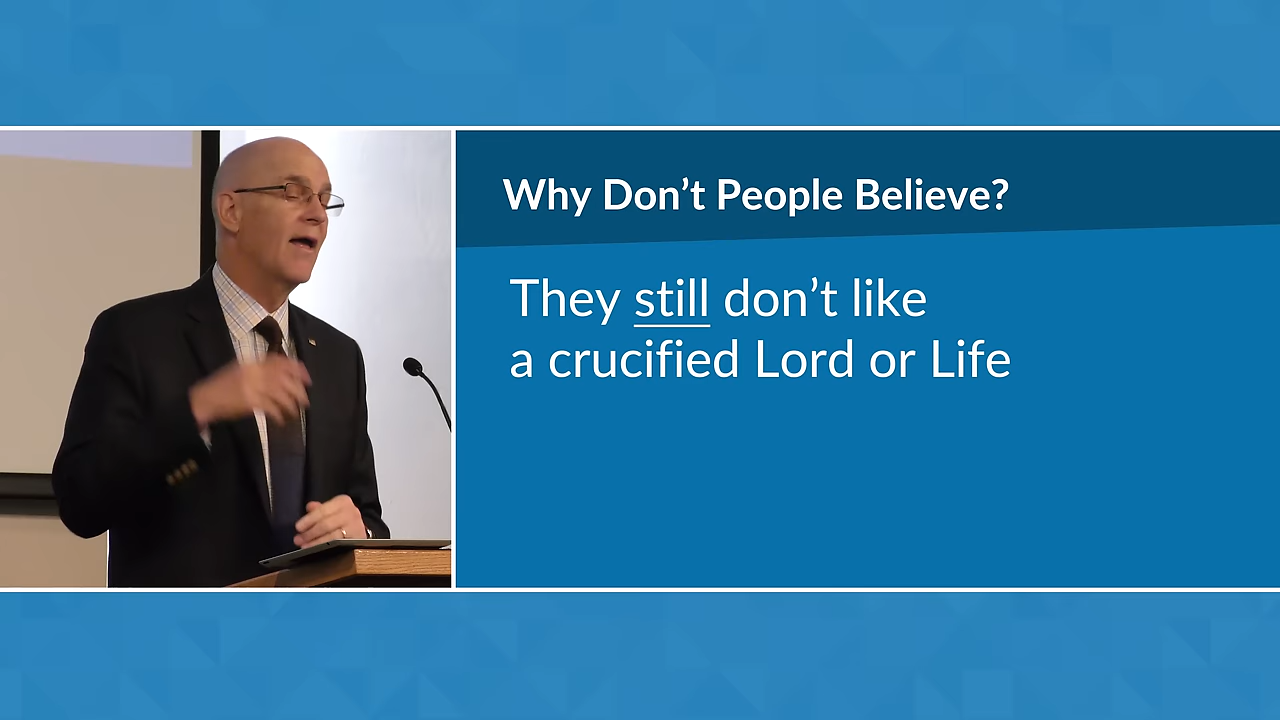 Why Don’t People Believe?
They still don’t like
a crucified Lord or Life